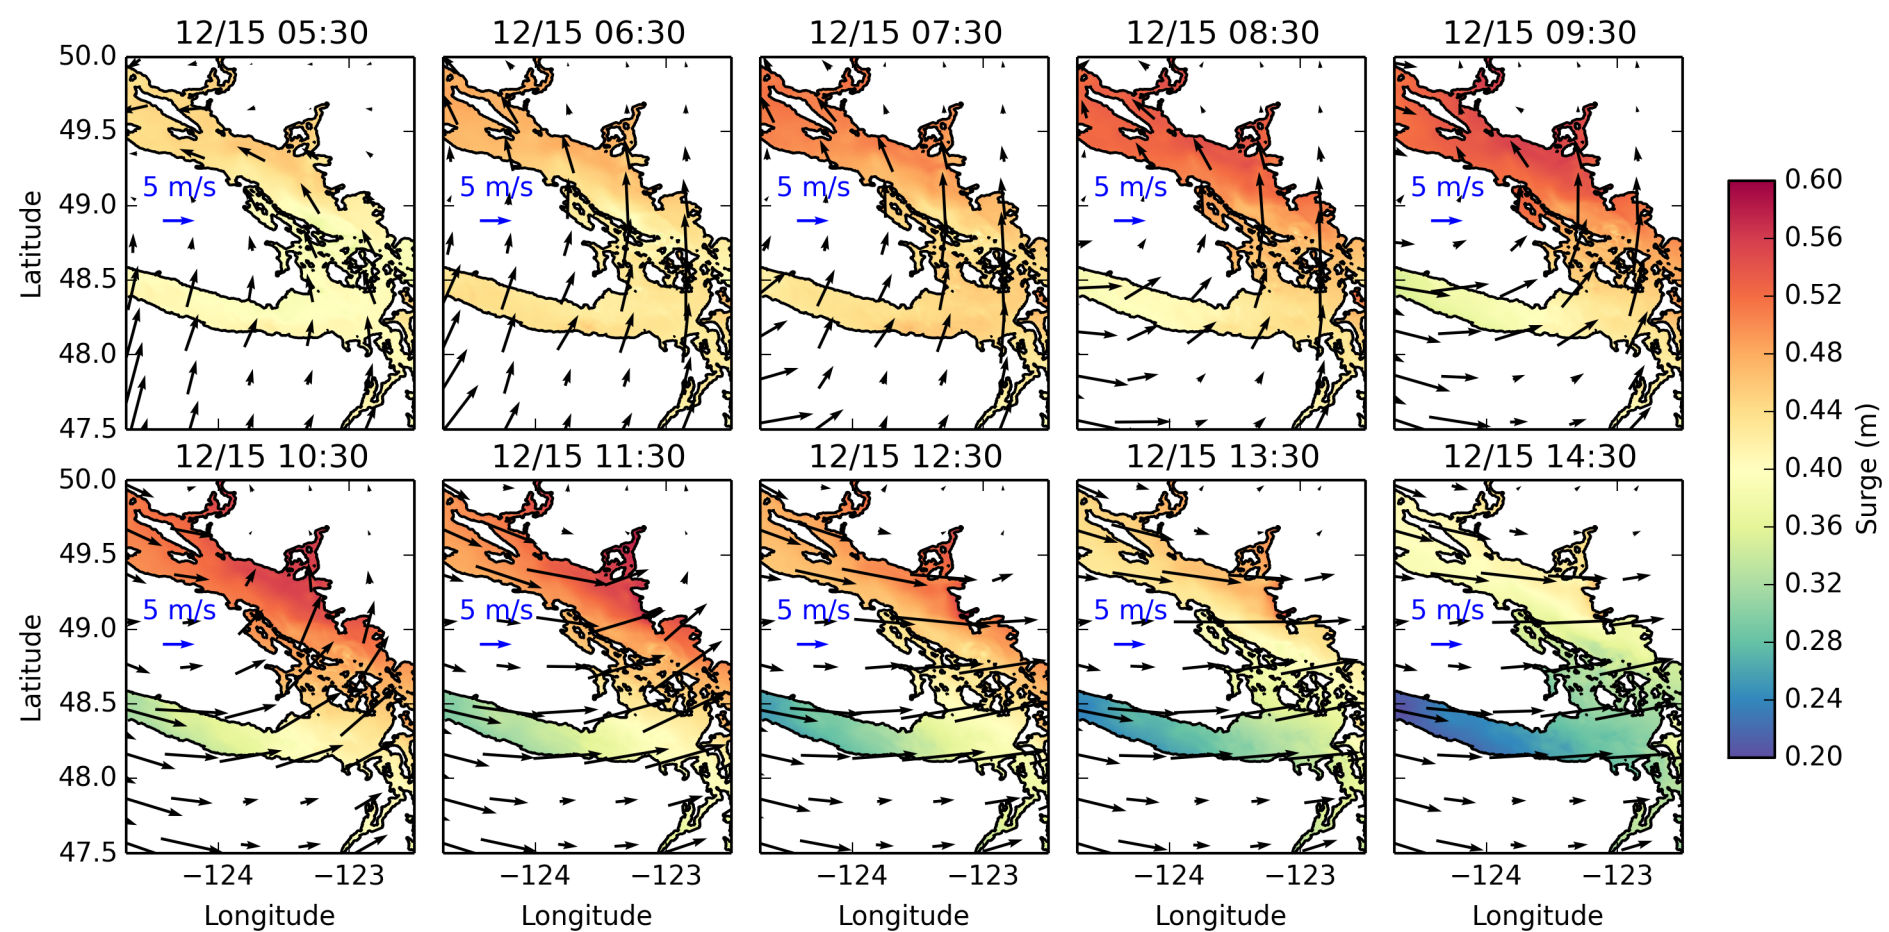 12/15 05:30 12/15 06:30 12/15 07:30 12/15 08:30 12/15 09:30
50.0
49.5
49.0
48.5
48.0
47.5
Latitude
5 m/s 5 m/s 5 m/s 5 m/s 5 m/s
12/15 10:30 12/15 11:30 12/15 12:30 12/15 13:30 12/15 14:30
50.0
49.5
49.0
48.5
48.0
47.5
Latitude
5 m/s 5 m/s 5 m/s 5 m/s 5 m/s
−124 −123 −124 −123 −124 −123 −124 −123 −124 −123
Longitude Longitude Longitude Longitude Longitude
0.60
0.56
0.52
0.48
0.44
0.40
0.36
0.32
0.28
0.24
0.20
Surge (m)